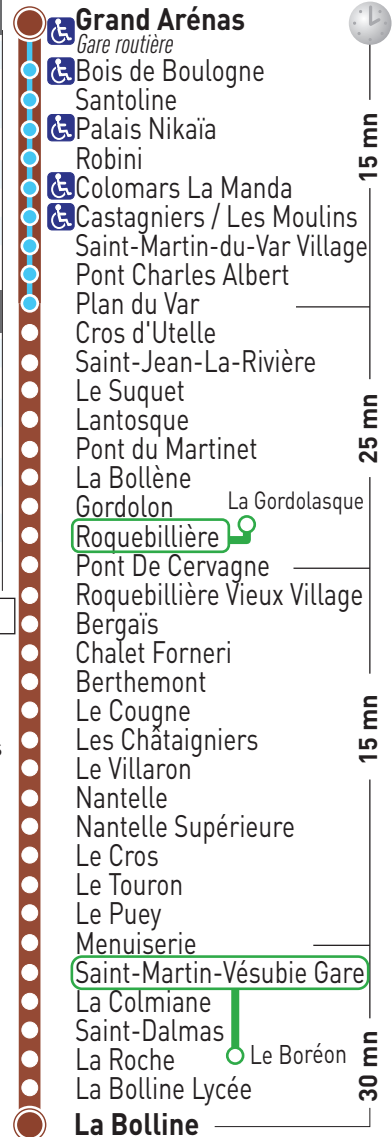 Grand Arénas
Gare routière
Bois de Boulogne
Santoline
Palais Nikaïa
15 mn
Robini
Colomars La Manda
Castagniers / Les Moulins
Saint-Martin-du-Var Village
Pont Charles Albert
Plan du Var
Cros d'Utelle
Saint-Jean-La-Rivière
Le Suquet
Lantosque
25 mn
Pont du Martinet
La Bollène
Gordolon
La Gordolasque
Roquebillière
Pont De Cervagne
Roquebillière Vieux Village
Bergaïs
Chalet Forneri
Berthemont
Le Cougne
15 mn
Les Châtaigniers
Le Villaron
Nantelle
Nantelle Supérieure
Le Cros
Le Touron
Le Puey
Menuiserie
Saint-Martin-Vésubie Gare
La Colmiane
Saint-Dalmas
La Roche
Le Boréon
30 mn
La Bolline Lycée
La Bolline